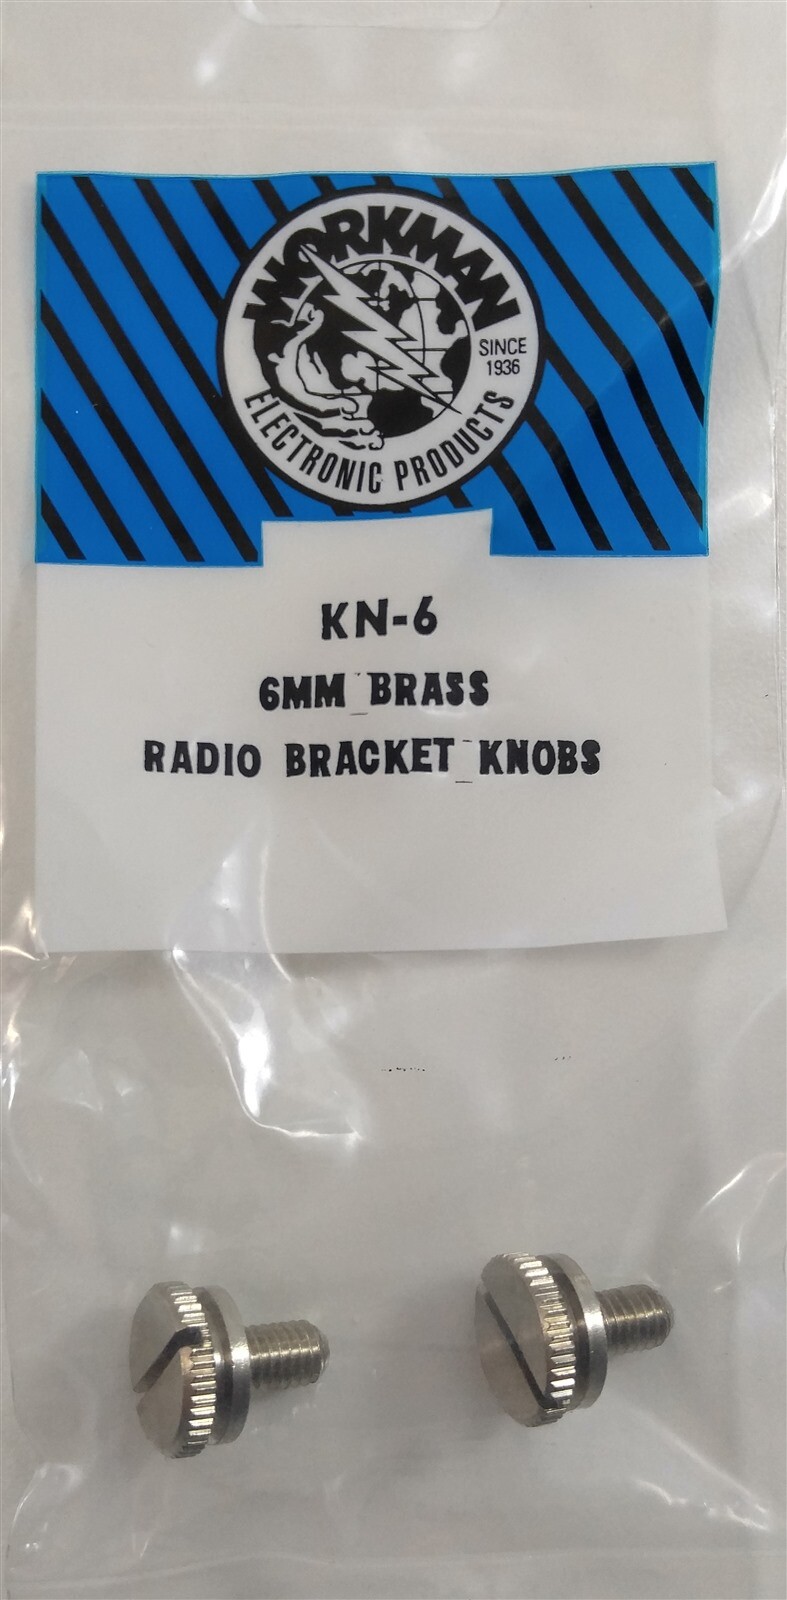 WORKMAN
SINCE
1936
ELECTRONIC PRODUCTS
KN-6
6MM BRASS
RADIO BRACKET KNOBS